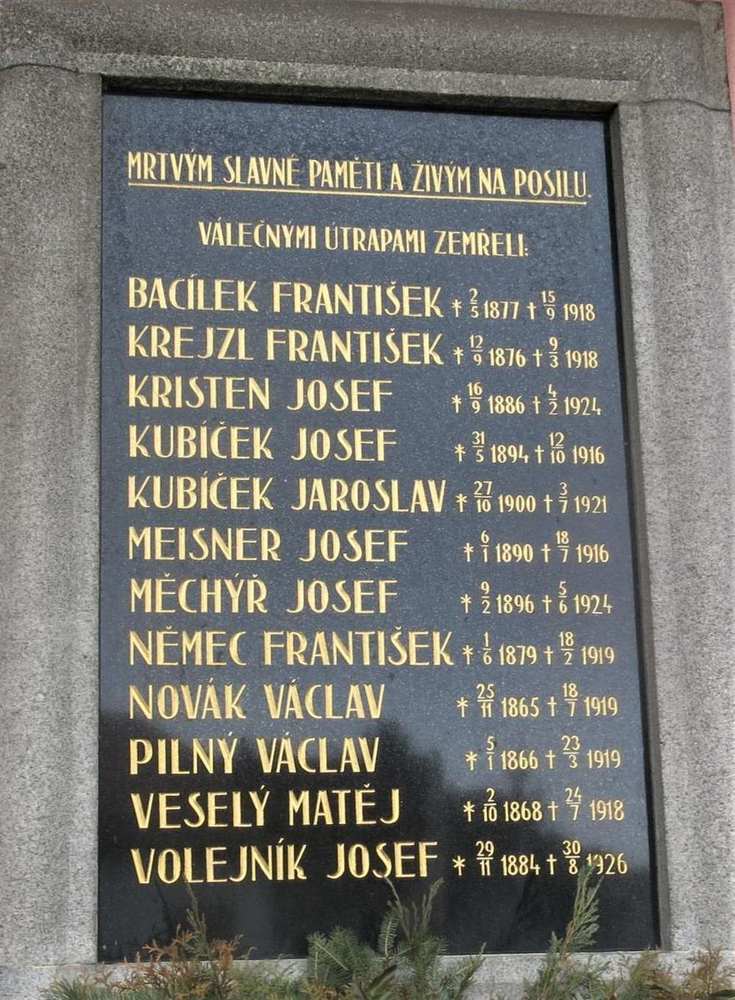 MRTVÝM SLAVNÉ PAMĚTI A ŽIVÝM NA POSILU.
VÁLEČNÝMI ÚTRAPAMI ZEMŘELI:
BACÍLEK FRANTIŠEK * 2/5 1877 † 15/9 1918
KREJZL FRANTIŠEK * 12/9 1876 † 9/3 1918
KRISTEN JOSEF * 16/9 1886 † 4/2 1924
KUBÍČEK JOSEF * 31/5 1894 † 12/10 1916
KUBÍČEK JAROSLAV * 27/10 1900 † 3/7 1921
MEISNER JOSEF * 6/1 1890 † 18/7 1916
MĚCHÝŘ JOSEF * 9/2 1896 † 5/6 1924
NĚMEC FRANTIŠEK * 1/6 1879 † 18/2 1919
NOVÁK VÁCLAV * 25/11 1865 † 18/7 1919
PILNÝ VÁCLAV * 5/1 1866 † 23/3 1919
VESELÝ MATĚJ * 2/10 1868 † 24/7 1918
VOLEJNÍK JOSEF * 29/11 1884 † 30/8 1926